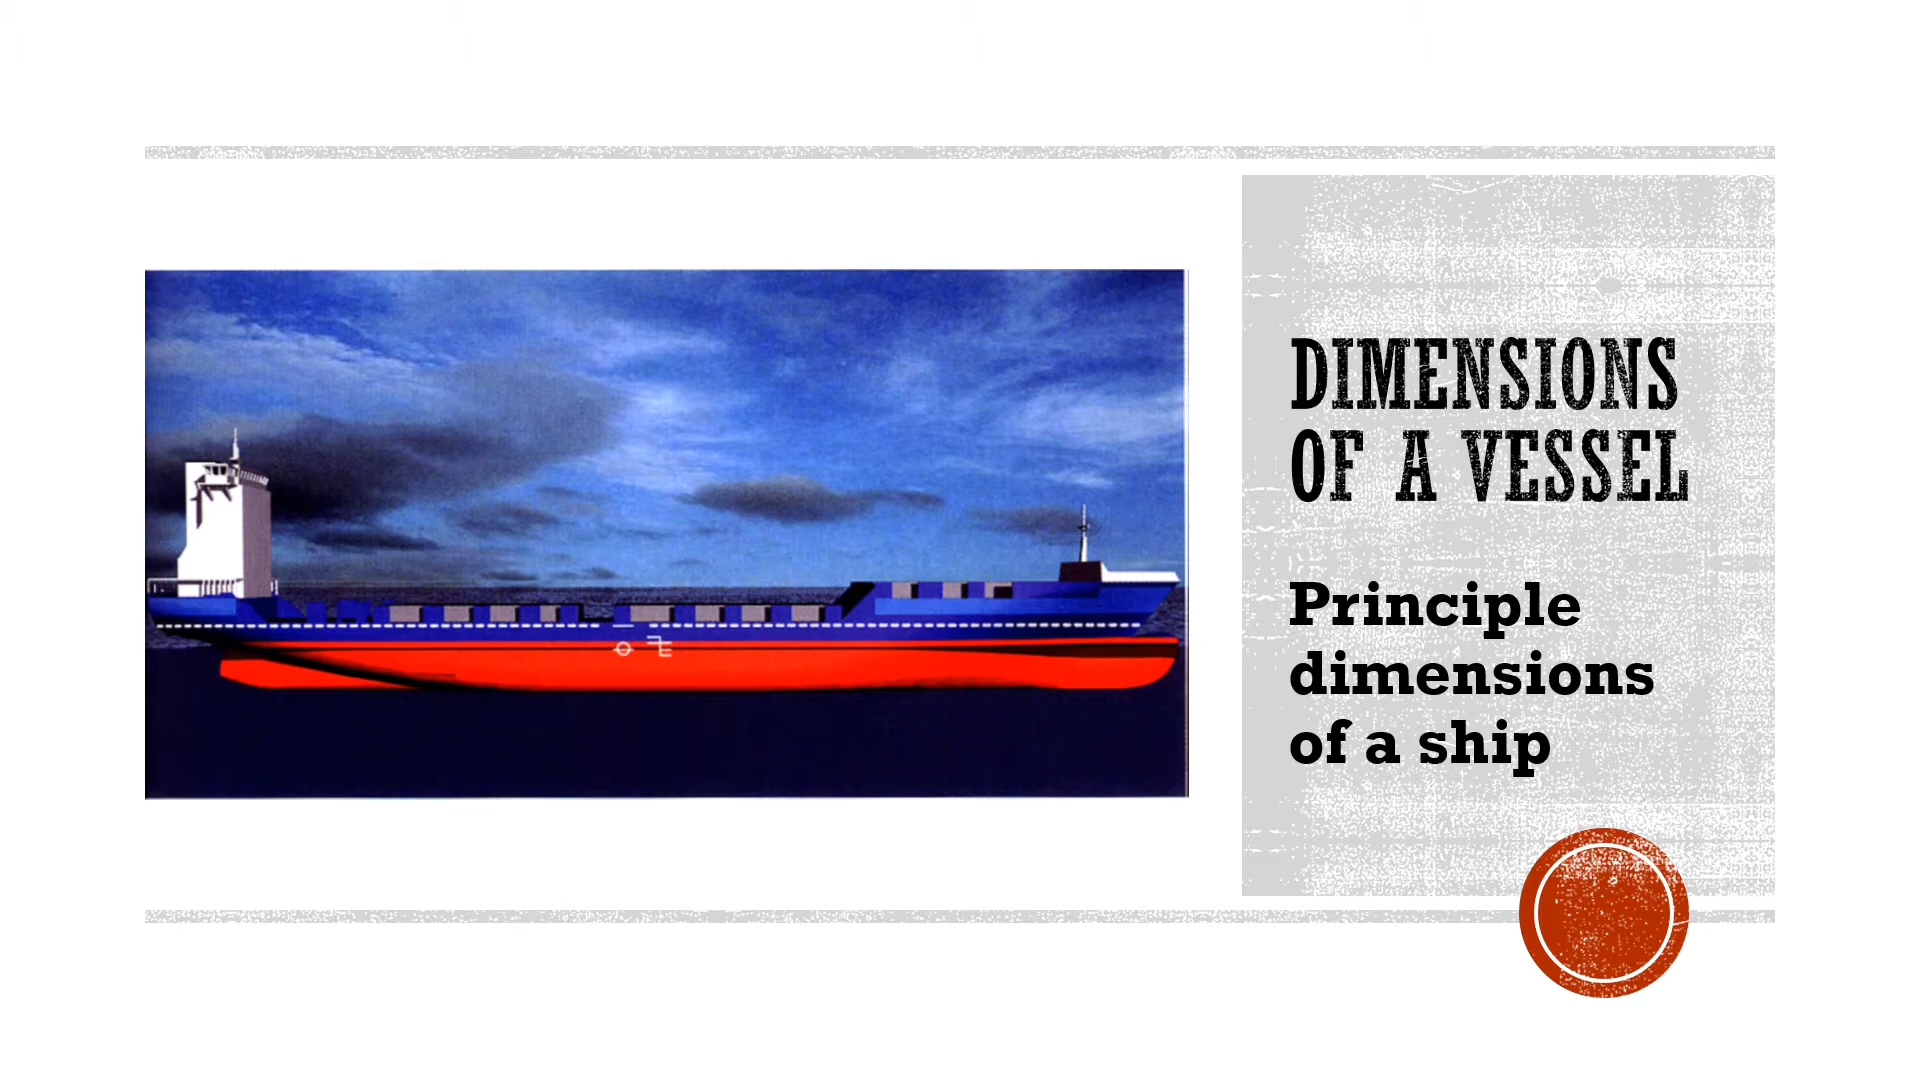 DIMENSIONS
OF A VESSEL
Principle
dimensions
of a ship